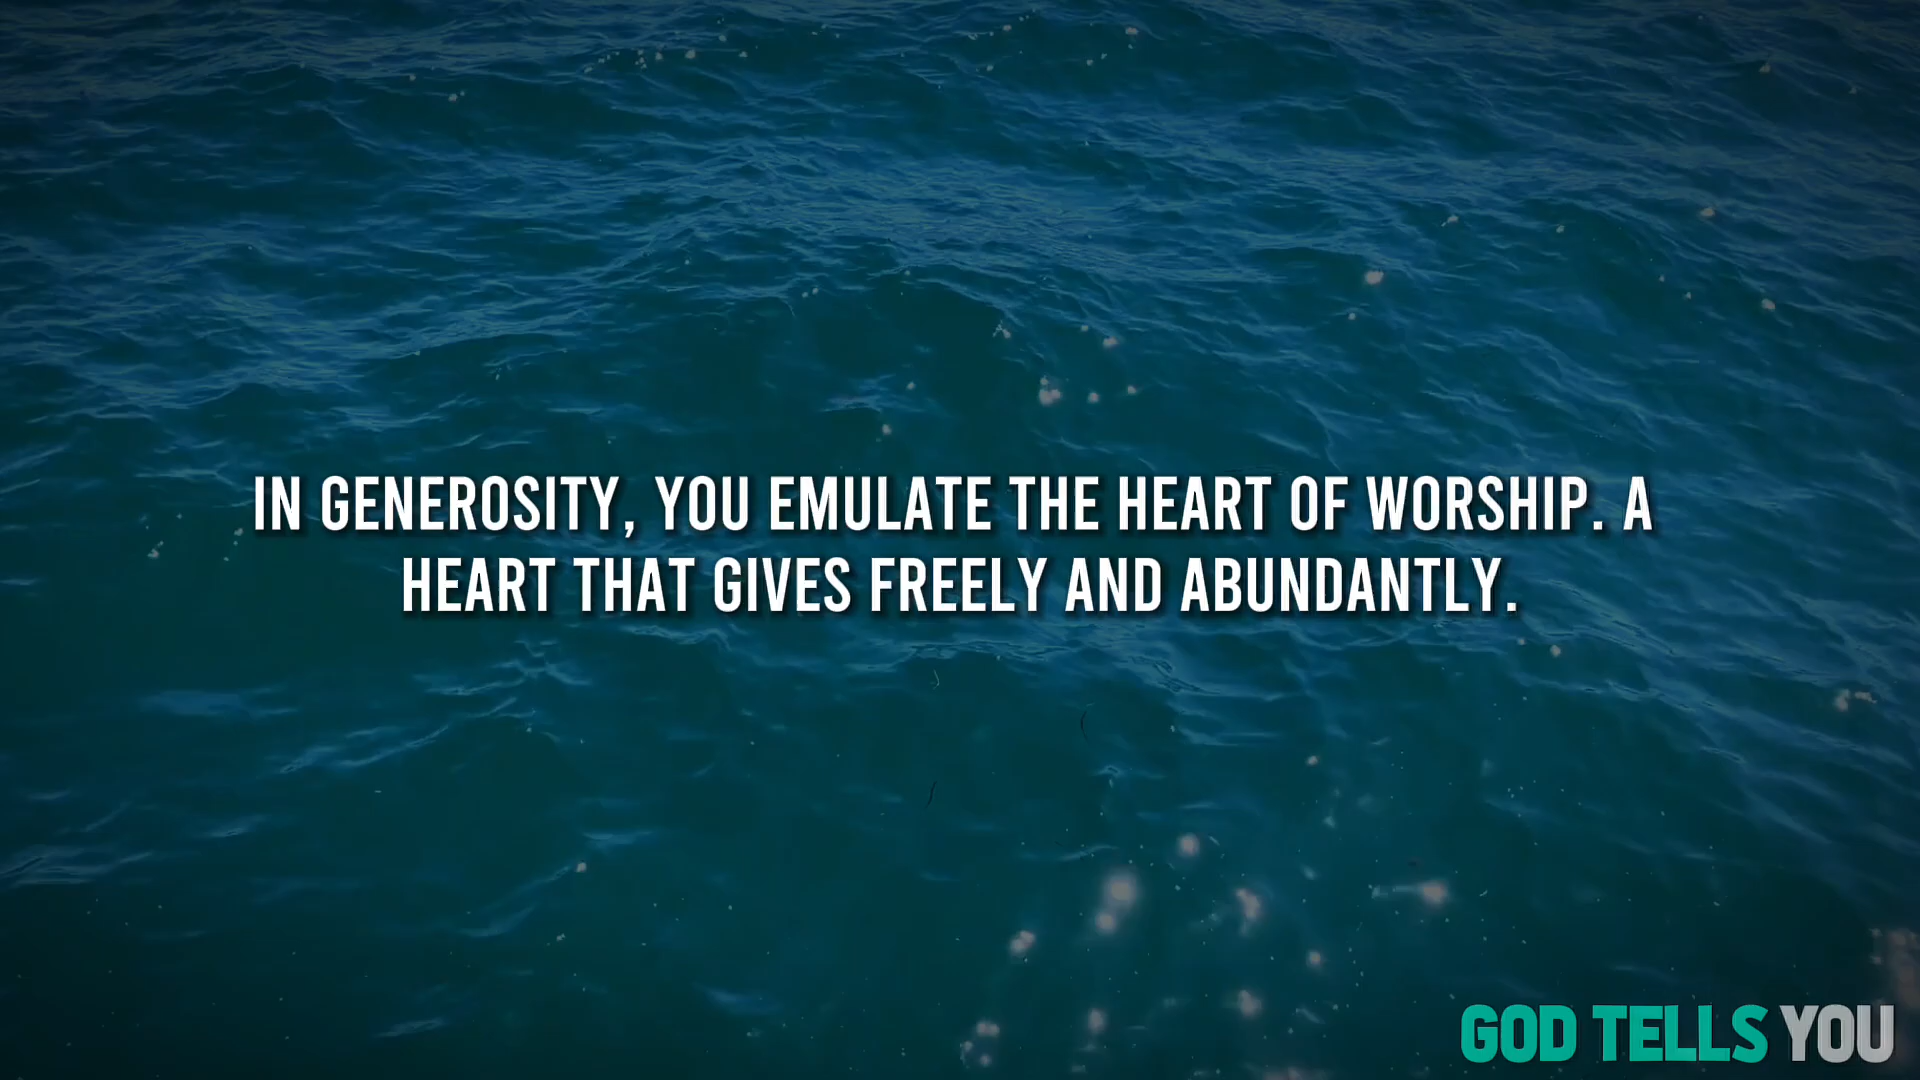 IN GENEROSITY, YOU EMULATE THE HEART OF WORSHIP. A
HEART THAT GIVES FREELY AND ABUNDANTLY.
GOD TELLS YOU